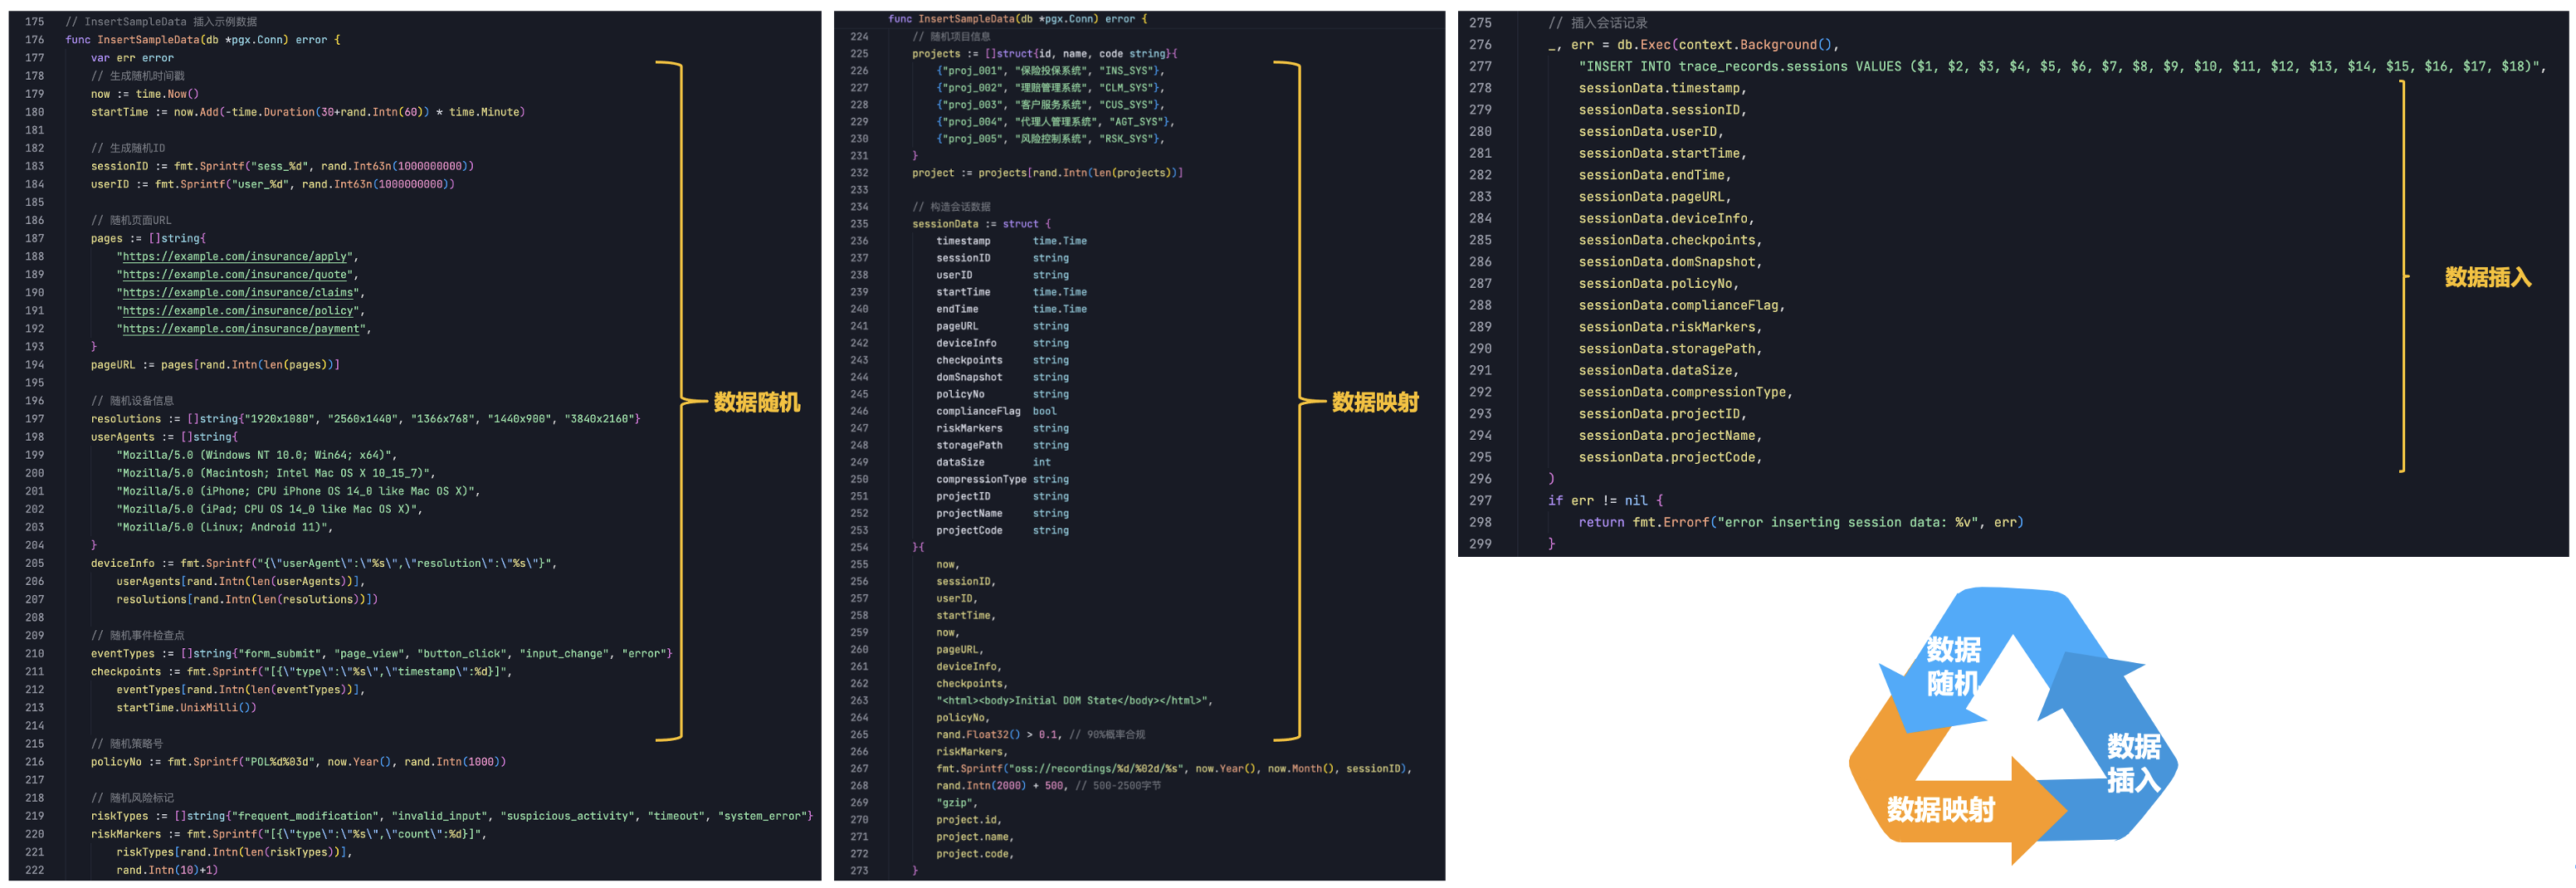 175 // InsertSampleData 插入示例数据
176 func InsertSampleData(db *pgx.Conn) error {
177 var err error
178 // 生成随机时间戳
179 now := time.Now()
180 startTime := now.Add(-time.Duration(30+rand.Intn(60)) * time.Minute)
181
182 // 生成随机ID
183 sessionID := fmt.Sprintf("sess_%d", rand.Int63n(1000000000))
184 userID := fmt.Sprintf("user_%d", rand.Int63n(1000000000))
185
186 // 随机页面URL
187 pages := []string{
188 "https://example.com/insurance/apply",
189 "https://example.com/insurance/quote",
190 "https://example.com/insurance/claims",
191 "https://example.com/insurance/policy",
192 "https://example.com/insurance/payment",
193 }
194 pageURL := pages[rand.Intn(len(pages))]
195
196 // 随机设备信息
197 resolutions := []string{"1920x1080", "2560x1440", "1366x768", "1440x900", "3840x2160"}
198 userAgents := []string{
199 "Mozilla/5.0 (Windows NT 10.0; Win64; x64)",
200 "Mozilla/5.0 (Macintosh; Intel Mac OS X 10_15_7)",
201 "Mozilla/5.0 (iPhone; CPU iPhone OS 14_0 like Mac OS X)",
202 "Mozilla/5.0 (iPad; CPU OS 14_0 like Mac OS X)",
203 "Mozilla/5.0 (Linux; Android 11)",
204 }
205 deviceInfo := fmt.Sprintf("{\"userAgent\":\"%s\",\"resolution\":\"%s\"}",
206 userAgents[rand.Intn(len(userAgents))],
207 resolutions[rand.Intn(len(resolutions))])
208
209 // 随机事件检查点
210 eventTypes := []string{"form_submit", "page_view", "button_click", "input_change", "error"}
211 checkpoints := fmt.Sprintf("[{\"type\":\"%s\",\"timestamp\":%d}]",
212 eventTypes[rand.Intn(len(eventTypes))],
213 startTime.UnixMilli())
214
215 // 随机策略号
216 policyNo := fmt.Sprintf("POL%d%03d", now.Year(), rand.Intn(1000))
217
218 // 随机风险标记
219 riskTypes := []string{"frequent_modification", "invalid_input", "suspicious_activity", "timeout", "system_error"}
220 riskMarkers := fmt.Sprintf("[{\"type\":\"%s\",\"count\":%d}]",
221 riskTypes[rand.Intn(len(riskTypes))],
222 rand.Intn(10)+1)
数据随机
func InsertSampleData(db *pgx.Conn) error {
224 // 随机项目信息
225 projects := []struct{id, name, code string}{
226 {"proj_001", "保险投保系统", "INS_SYS"},
227 {"proj_002", "理赔管理系统", "CLM_SYS"},
228 {"proj_003", "客户服务系统", "CUS_SYS"},
229 {"proj_004", "代理人管理系统", "AGT_SYS"},
230 {"proj_005", "风险控制系统", "RSK_SYS"},
231 }
232 project := projects[rand.Intn(len(projects))]
233
234 // 构造会话数据
235 sessionData := struct {
236 timestamp time.Time
237 sessionID string
238 userID string
239 startTime time.Time
240 endTime time.Time
241 pageURL string
242 deviceInfo string
243 checkpoints string
244 domSnapshot string
245 policyNo string
246 complianceFlag bool
247 riskMarkers string
248 storagePath string
249 dataSize int
250 compressionType string
251 projectID string
252 projectName string
253 projectCode string
254 }{
255 now,
256 sessionID,
257 userID,
258 startTime,
259 now,
260 pageURL,
261 deviceInfo,
262 checkpoints,
263 "<html><body>Initial DOM State</body></html>",
264 policyNo,
265 rand.Float32() > 0.1, // 90%概率合规
266 riskMarkers,
267 fmt.Sprintf("oss://recordings/%d/%02d/%s", now.Year(), now.Month(), sessionID),
268 rand.Intn(2000) + 500, // 500-2500字节
269 "gzip",
270 project.id,
271 project.name,
272 project.code,
273 }
数据映射
275 // 插入会话记录
276 _, err = db.Exec(context.Background(),
277 "INSERT INTO trace_records.sessions VALUES ($1, $2, $3, $4, $5, $6, $7, $8, $9, $10, $11, $12, $13, $14, $15, $16, $17, $18)",
278 sessionData.timestamp,
279 sessionData.sessionID,
280 sessionData.userID,
281 sessionData.startTime,
282 sessionData.endTime,
283 sessionData.pageURL,
284 sessionData.deviceInfo,
285 sessionData.checkpoints,
286 sessionData.domSnapshot,
287 sessionData.policyNo,
288 sessionData.complianceFlag,
289 sessionData.riskMarkers,
290 sessionData.storagePath,
291 sessionData.dataSize,
292 sessionData.compressionType,
293 sessionData.projectID,
294 sessionData.projectName,
295 sessionData.projectCode,
296 )
297 if err != nil {
298 return fmt.Errorf("error inserting session data: %v", err)
299 }
数据插入
数据
随机
数据
插入
数据映射